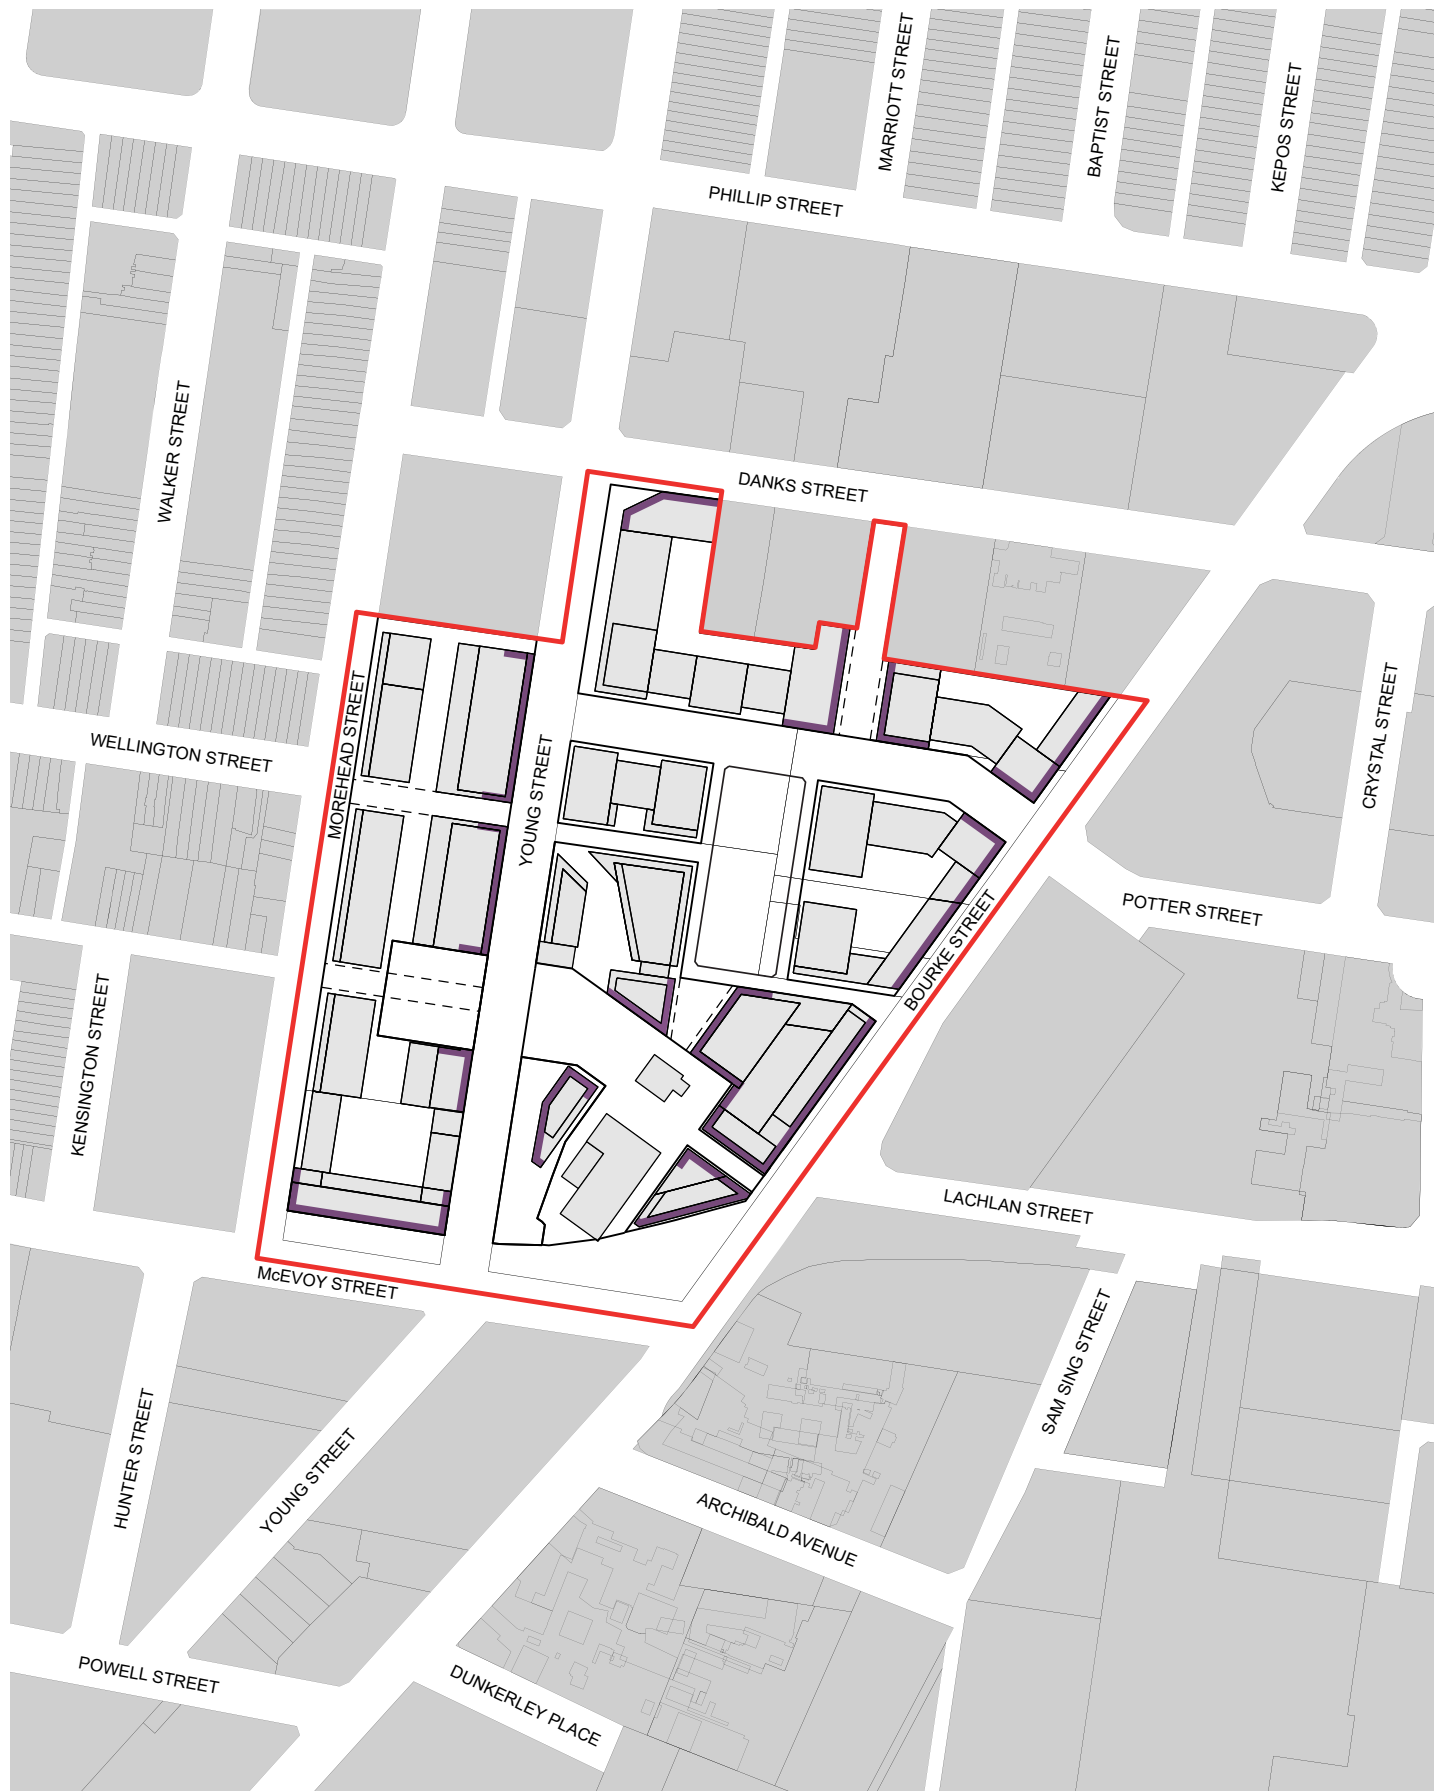 MARRIOTT STREET
BAPTIST STREET
KEPOS STREET
PHILLIP STREET
WALKER STREET
DANKS STREET
WELLINGTON STREET
MOREHEAD STREET
YOUNG STREET
CRYSTAL STREET
POTTER STREET
BOURKE STREET
KENSINGTON STREET
LACHLAN STREET
McEVOY STREET
SAM SING STREET
HUNTER STREET
YOUNG STREET
ARCHIBALD AVENUE
POWELL STREET
DUNKERLEY PLACE